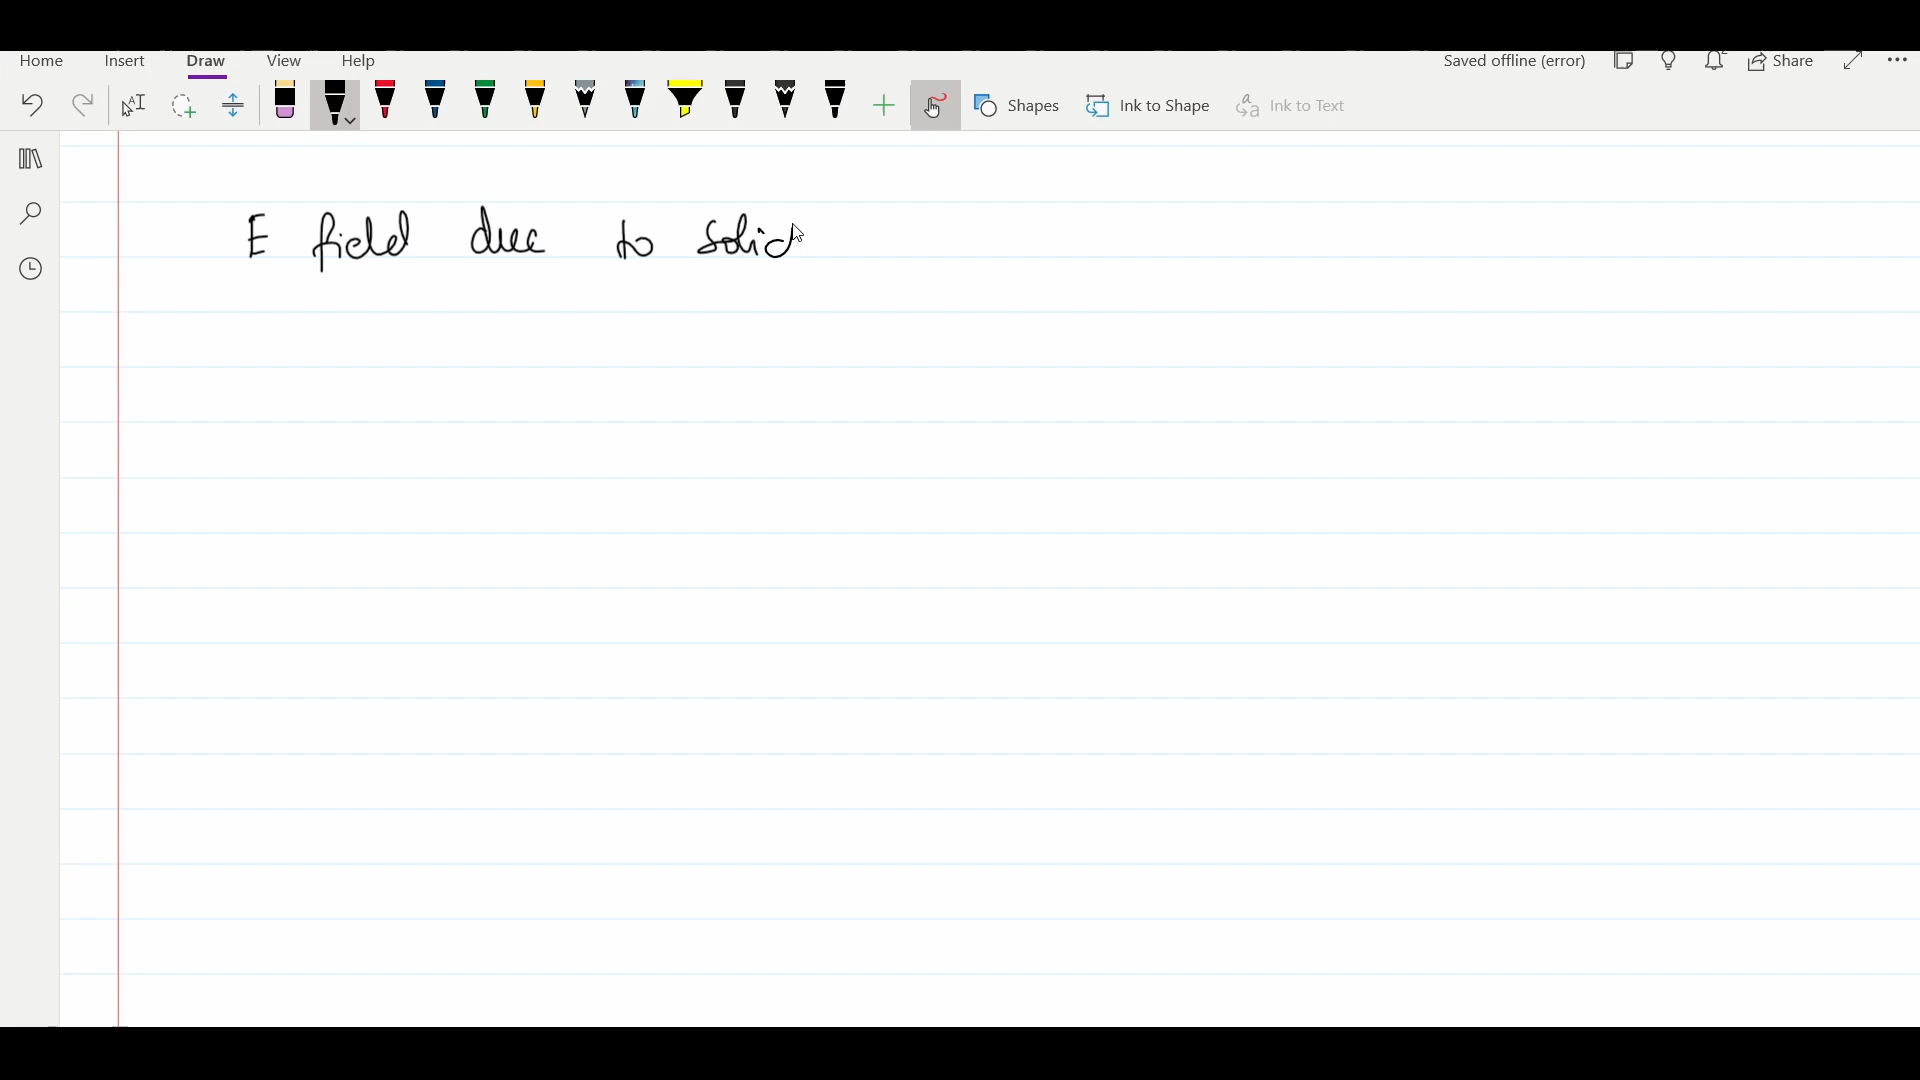 Home Insert Draw View Help Saved offline (error) Share
Shapes Ink to Shape Ink to Text
E field due to solid